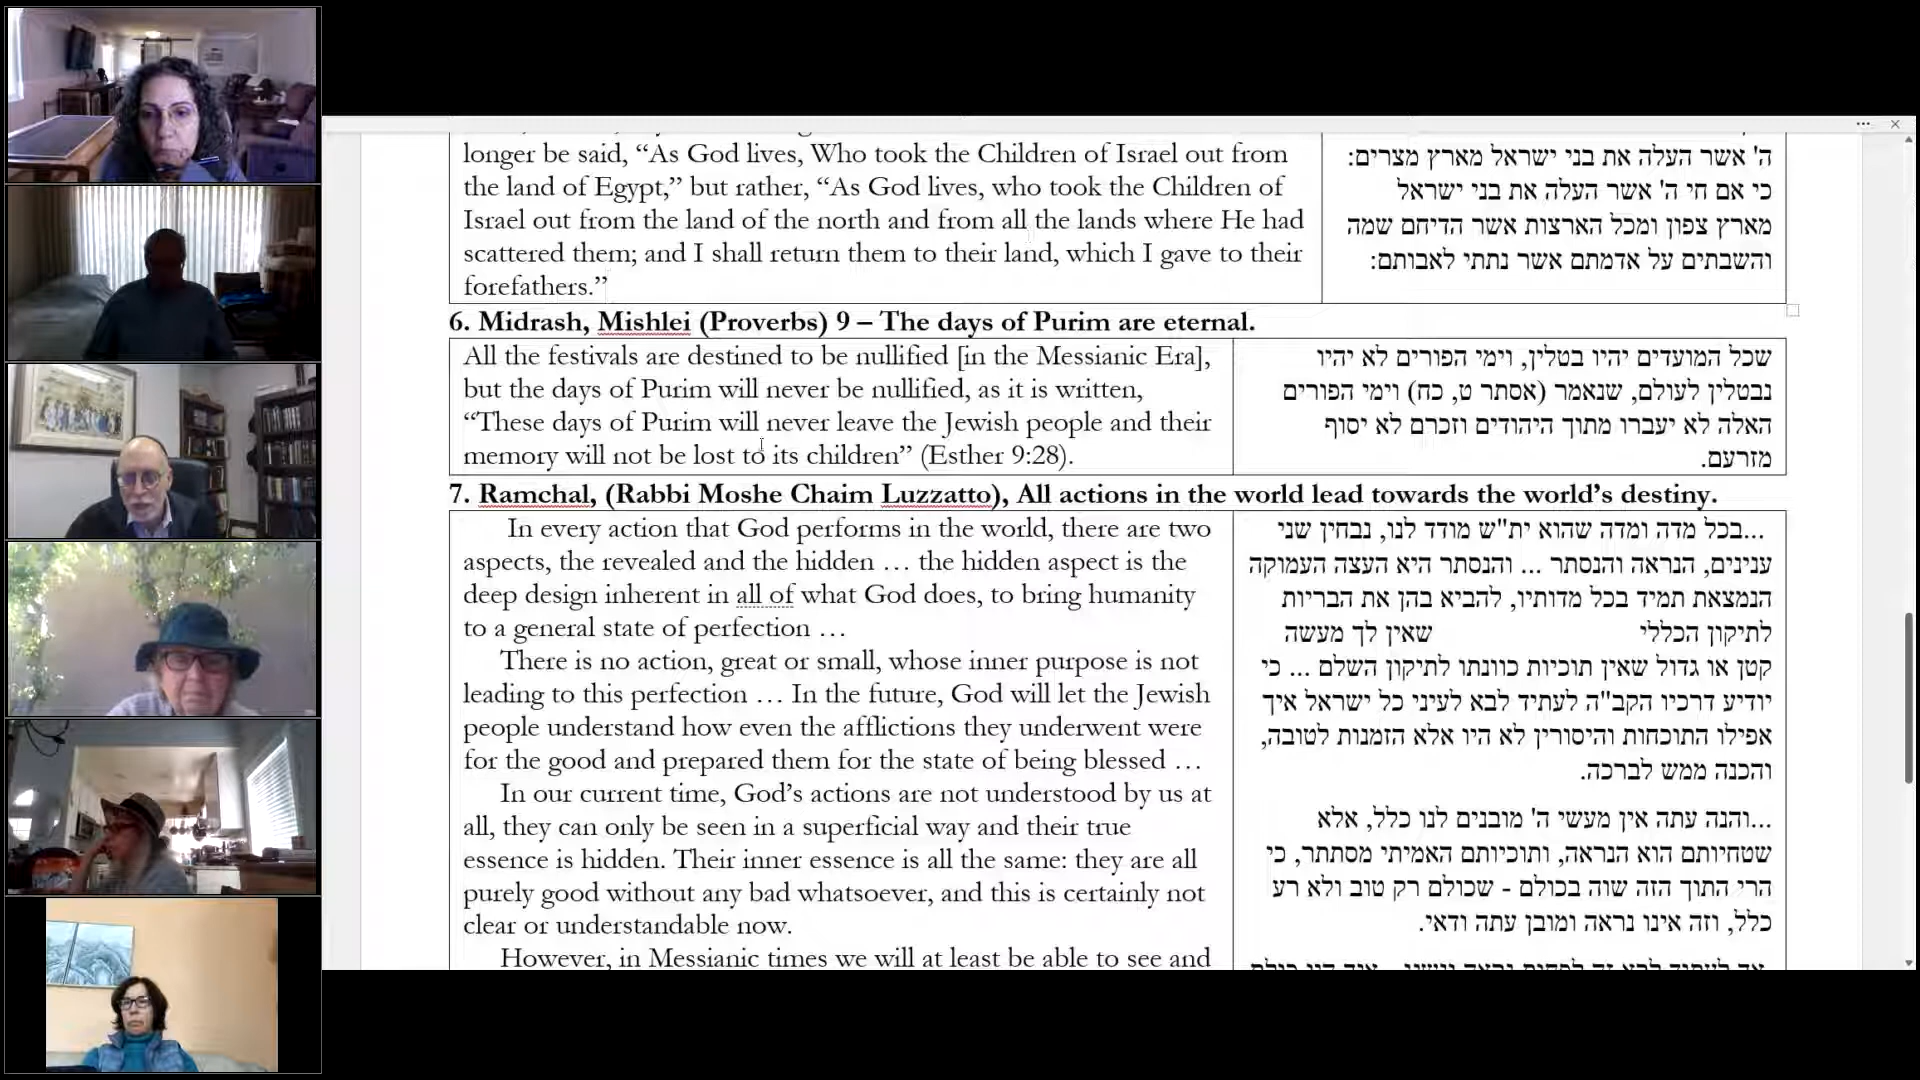 longer be said, “As God lives, Who took the Children of Israel out from
the land of Egypt,” but rather, “As God lives, who took the Children of
Israel out from the land of the north and from all the lands where He had
scattered them; and I shall return them to their land, which I gave to their
forefathers.”
ה' אשר העלה את בני ישראל מארץ מצרים:
כי אם חי ה' אשר העלה את בני ישראל
מארץ צפון ומכל הארצות אשר הדיחם שמה
והשבתים על אדמתם אשר נתתי לאבותם:
6. Midrash, Mishlei (Proverbs) 9 – The days of Purim are eternal.
All the festivals are destined to be nullified [in the Messianic Era],
but the days of Purim will never be nullified, as it is written,
“These days of Purim will never leave the Jewish people and their
memory will not be lost to its children” (Esther 9:28).
שכל המועדים יהיו בטלין, וימי הפורים לא יהיו
נבטלין לעולם, שנאמר (אסתר ט, כח) וימי הפורים
האלה לא יעברו מתוך היהודים וזכרם לא יסוף
מזרעם.
7. Ramchal, (Rabbi Moshe Chaim Luzzatto), All actions in the world lead towards the world’s destiny.
In every action that God performs in the world, there are two
aspects, the revealed and the hidden … the hidden aspect is the
deep design inherent in all of what God does, to bring humanity
to a general state of perfection …
There is no action, great or small, whose inner purpose is not
leading to this perfection … In the future, God will let the Jewish
people understand how even the afflictions they underwent were
for the good and prepared them for the state of being blessed …
In our current time, God’s actions are not understood by us at
all, they can only be seen in a superficial way and their true
essence is hidden. Their inner essence is all the same: they are all
purely good without any bad whatsoever, and this is certainly not
clear or understandable now.
However, in Messianic times we will at least be able to see and
...בכל מדה ומדה שהוא ית"ש מודד לנו, נבחין שני
ענינים, הנראה והנסתר ... והנסתר היא העצה העמוקה
הנמצאת תמיד בכל מדותיו, להביא בהן את הבריות
לתיקון הכללי שאין לך מעשה
קטן או גדול שאין תוכיות כוונתו לתיקון השלם ... כי
יודיע דרכיו הקב"ה לעתיד לבא לעיני כל ישראל איך
אפילו התוכחות והיסורין לא היו אלא הזמנות לטובה,
והכנה ממש לברכה.
...והנה עתה אין מעשי ה' מובנים לנו כלל, אלא
שטחיותם הוא הנראה, ותוכיותם האמיתי מסתתר, כי
הרי התוך הזה שוה בכולם - שכולם רק טוב ולא רע
כלל, וזה אינו נראה ומובן עתה ודאי.